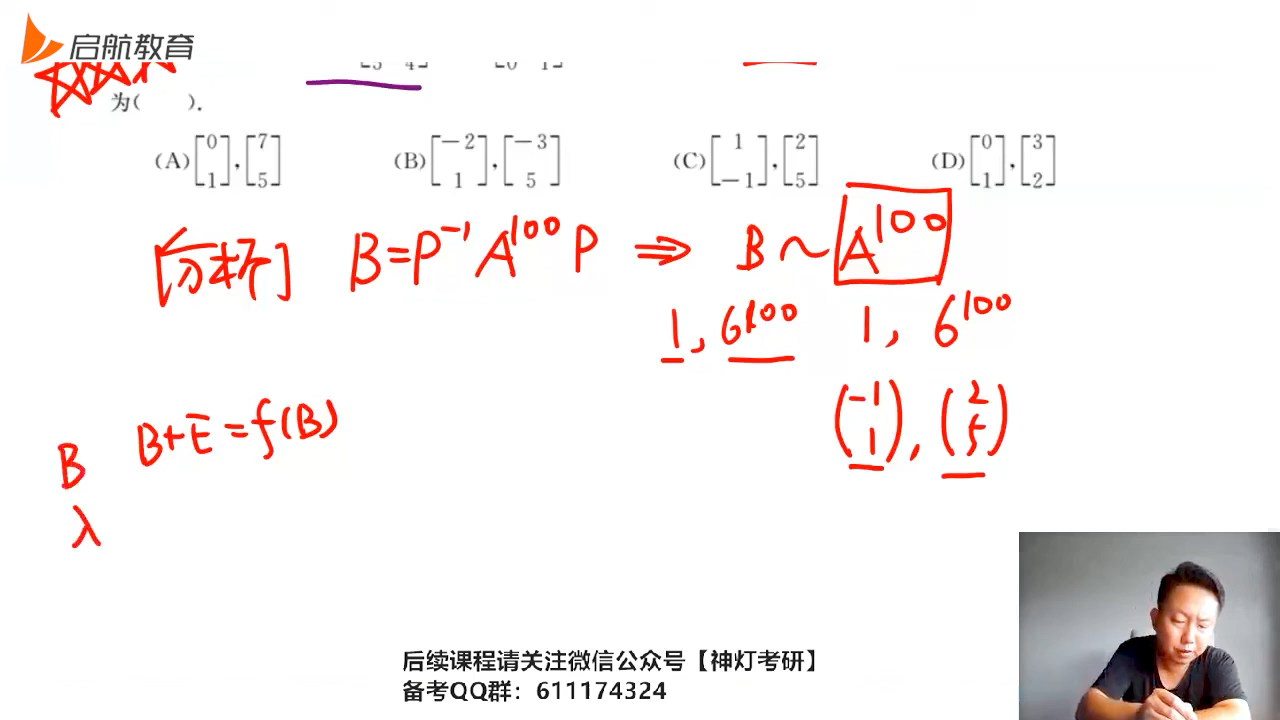 启航教育
为(    ).
(A)[0 1],[7 5]  (B)[-2 1],[-3 5]  (C)[1 -1],[2 5]  (D)[0 1],[3 2]
[分析] B=P⁻¹A¹⁰⁰P ⇒ B~A¹⁰⁰
1, 6¹⁰⁰  1, 6¹⁰⁰
(-1 1), (2 5)
B+E=f(B)
B
λ
后续课程请关注微信公众号【神灯考研】
备考QQ群：611174324